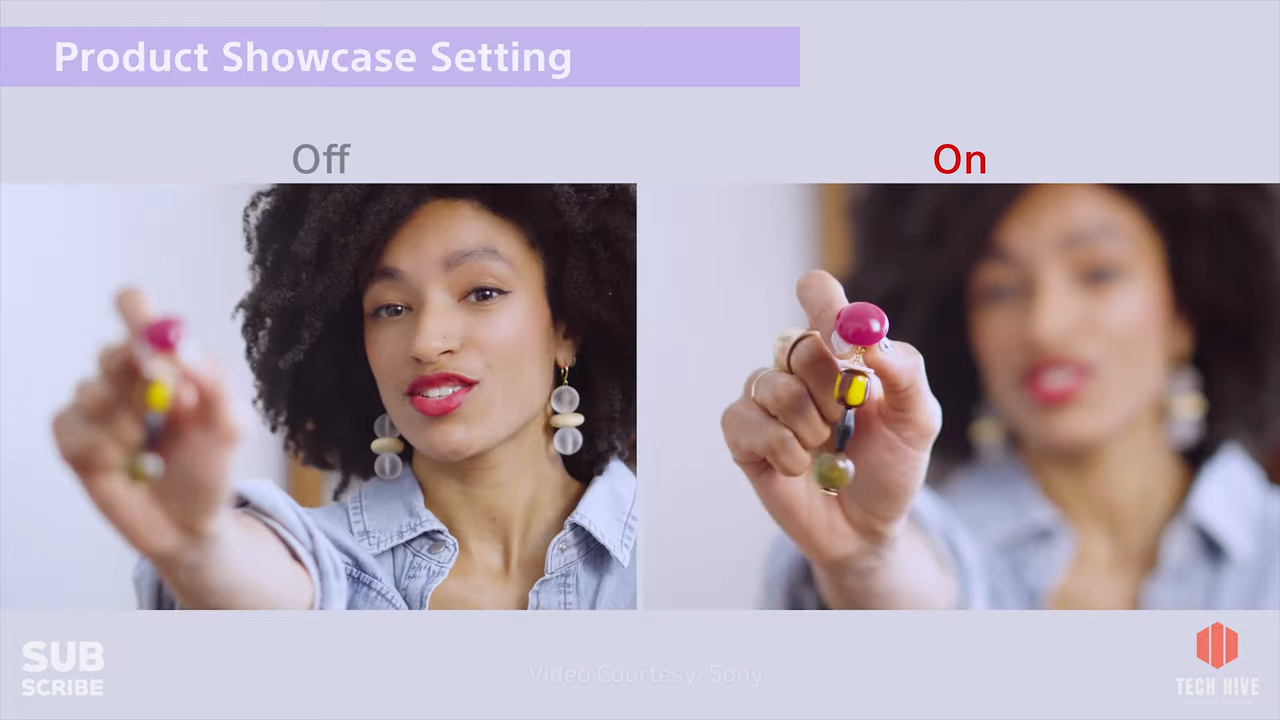 Product Showcase Setting
Off
On
SUB
SCRIBE
Video Courtesy: Sony
TECH HIVE